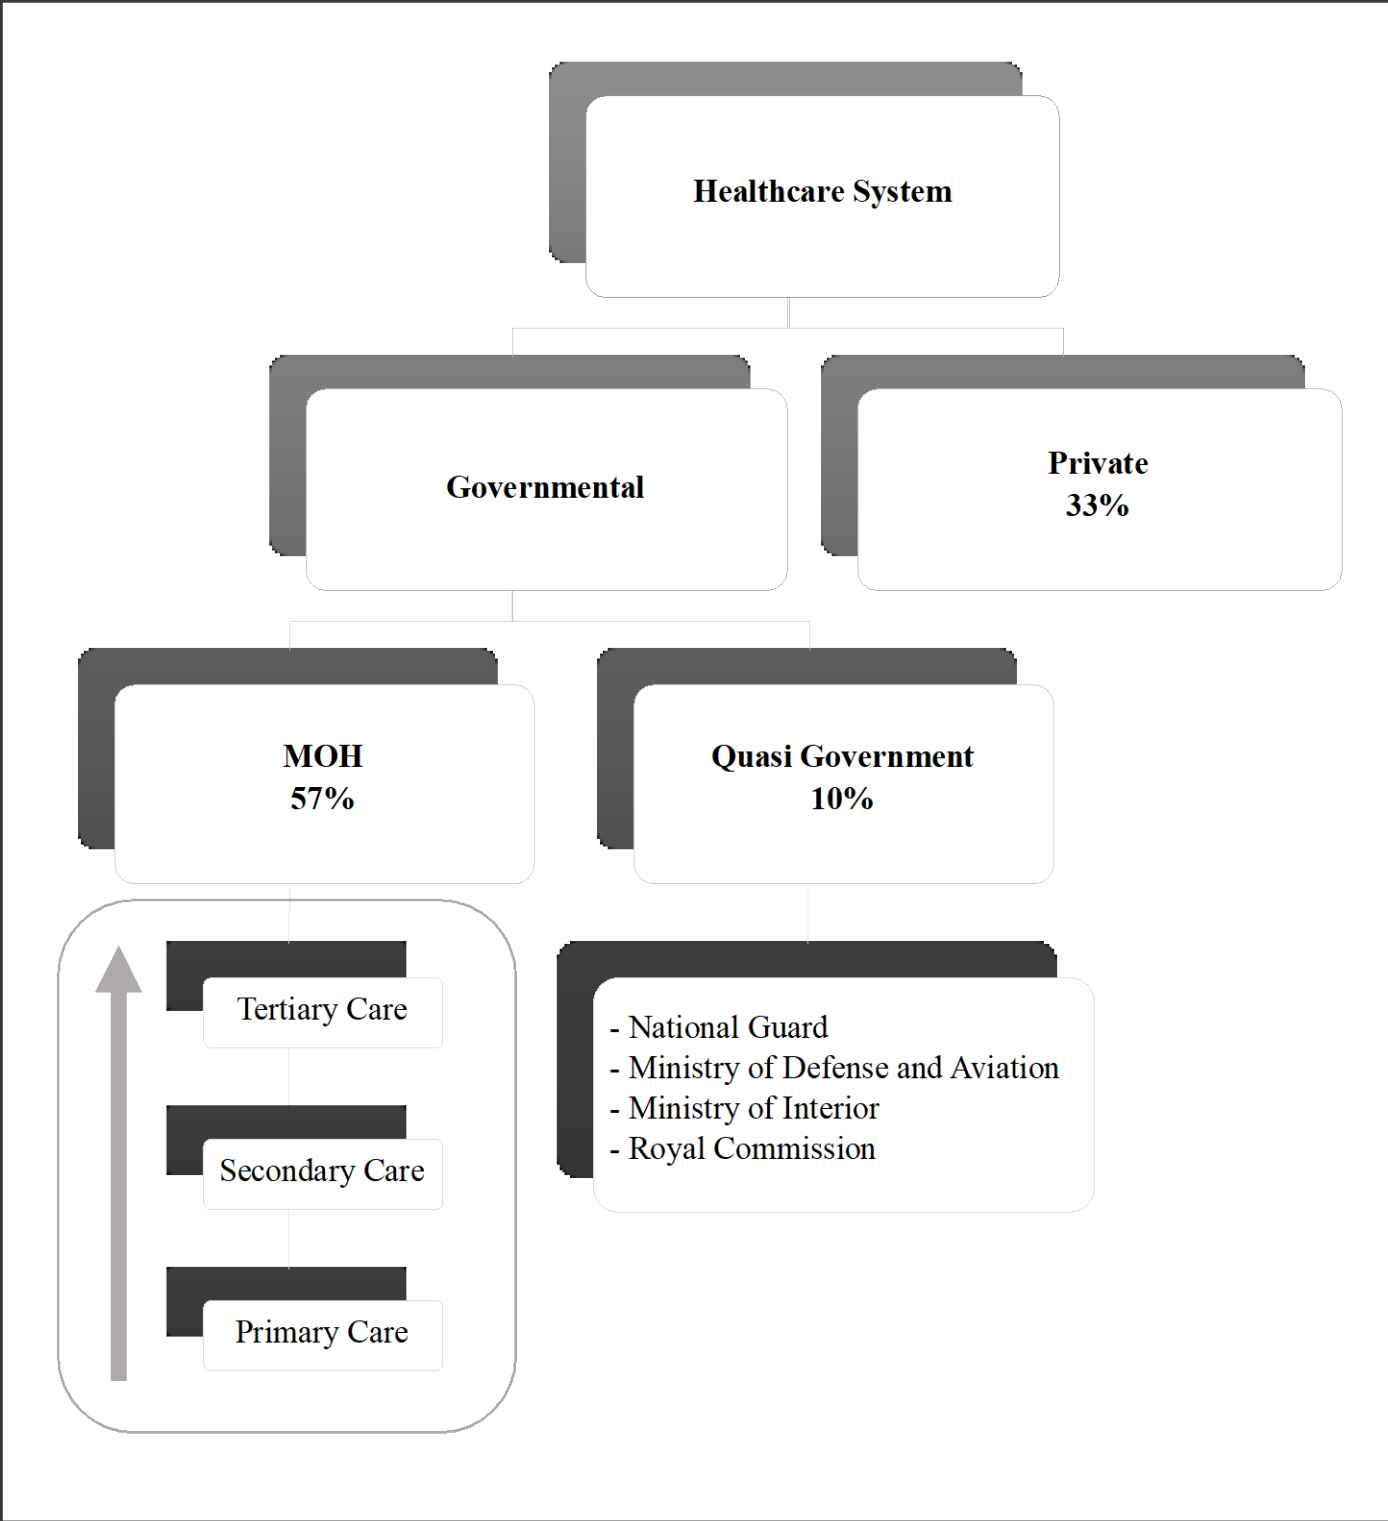 Healthcare System
Governmental
Private
33%
MOH
57%
Quasi Government
10%
Tertiary Care
Secondary Care
Primary Care
- National Guard
- Ministry of Defense and Aviation
- Ministry of Interior
- Royal Commission